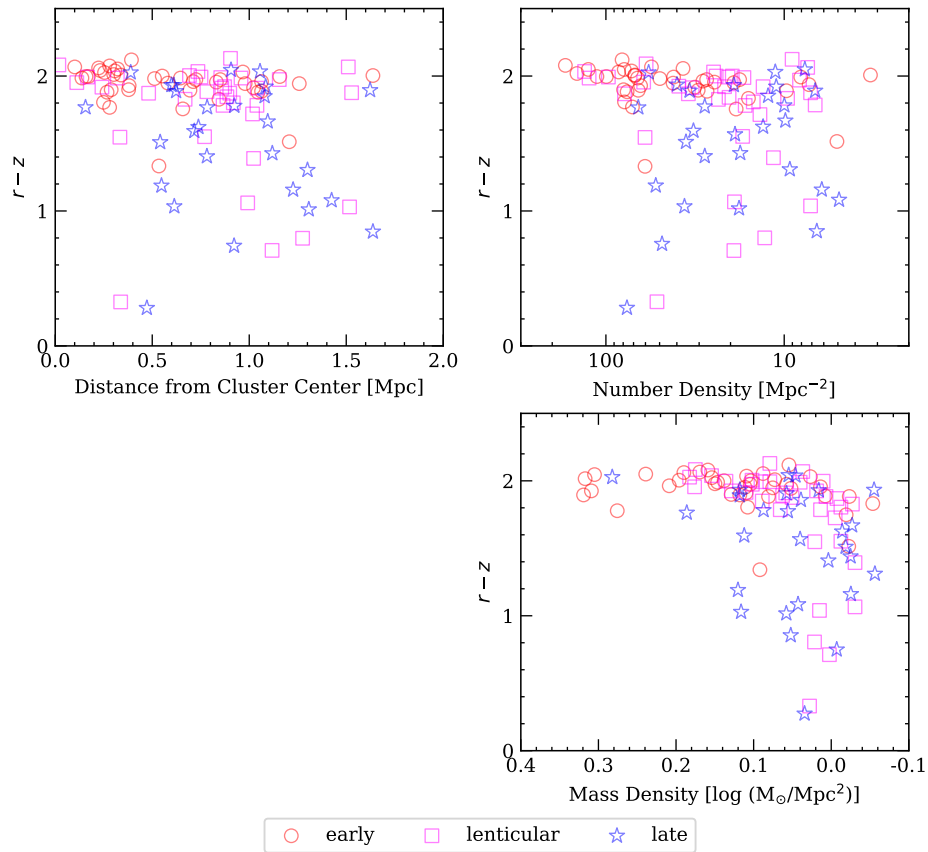 2
1
0
r − z
0.0 0.5 1.0 1.5 2.0
Distance from Cluster Center [Mpc]
2
1
0
r − z
100 10
Number Density [Mpc⁻²]
2
1
0
r − z
0.4 0.3 0.2 0.1 0.0 -0.1
Mass Density [log (M☉/Mpc²)]
early lenticular late